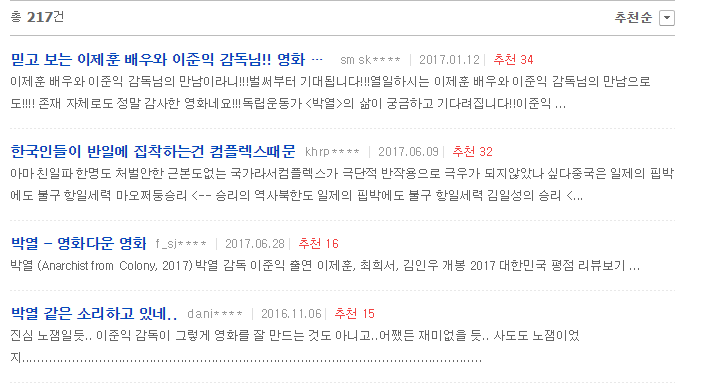 총 217건
추천순
믿고 보는 이제훈 배우와 이준익 감독님!! 영화 … smsk**** | 2017.01.12 | 추천 34
이제훈 배우와 이준익 감독님의 만남이라니!!!벌써부터 기대됩니다!!!열일하시는 이제훈 배우와 이준익 감독님의 만남으로
도!!!! 존재 자체로도 정말 감사한 영화네요!!!독립운동가 <박열>의 삶이 궁금하고 기다려집니다!!이준익 ...
한국인들이 반일에 집착하는건 컴플렉스때문 khrp**** | 2017.06.09 | 추천 32
아마 친일파 한명도 처벌안한 근본도없는 국가라서컴플렉스가 극단적 반작용으로 극우가 되지않았나 싶다중국은 일제의 핍박
에도 불구 항일세력 마오쩌둥승리 <-- 승리의 역사북한도 일제의 핍박에도 불구 항일세력 김일성의 승리 <...
박열 - 영화다운 영화 f_sj**** | 2017.06.28 | 추천 16
박열 (Anarchist from Colony, 2017) 박열 감독 이준익 출연 이제훈, 최희서, 김인우 개봉 2017 대한민국 평점 리뷰보기 ...
박열 같은 소리하고 있네.. dani**** | 2016.11.06 | 추천 15
진심 노잼일듯.. 이준익 감독이 그렇게 영화를 잘 만드는 것도 아니고..어쨌든 재미없을 듯.. 사도도 노잼이었
지....................................................................................................................